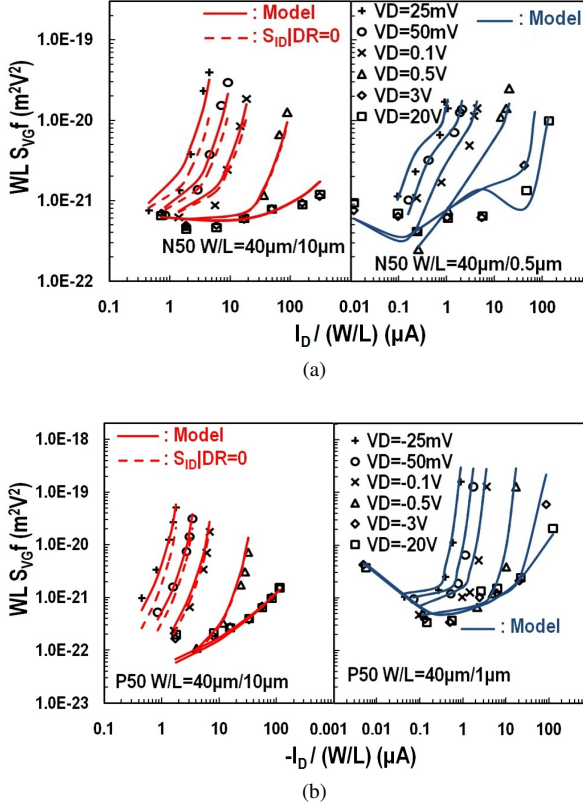 : Model
: S_ID|DR=0
VD=25mV
VD=50mV
VD=0.1V
VD=0.5V
VD=3V
VD=20V
: Model
WL S_VG f (m²V²)
1.0E-19
1.0E-20
1.0E-21
1.0E-22
N50 W/L=40µm/10µm
N50 W/L=40µm/0.5µm
0.1 1 10 100 0.01 0.1 1 10 100
I_D / (W/L) (µA)
(a)
: Model
: S_ID|DR=0
VD=-25mV
VD=-50mV
VD=-0.1V
VD=-0.5V
VD=-3V
VD=-20V
: Model
WL S_VG f (m²V²)
1.0E-18
1.0E-19
1.0E-20
1.0E-21
1.0E-22
1.0E-23
P50 W/L=40µm/10µm
P50 W/L=40µm/1µm
0.1 1 10 100 0.001 0.01 0.1 1 10 100
-I_D / (W/L) (µA)
(b)